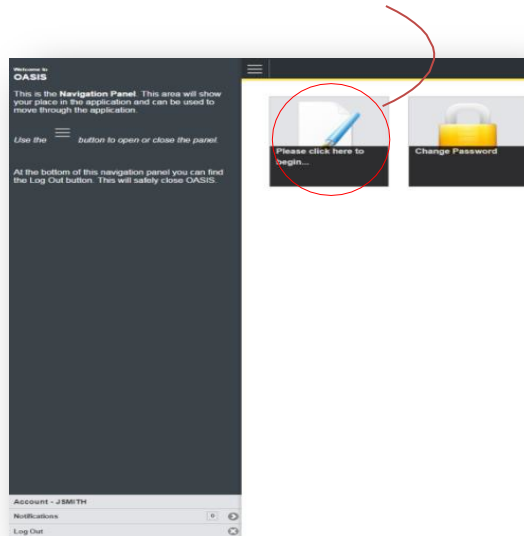 Welcome to
OASIS
This is the Navigation Panel. This area will show
your place in the application and can be used to
move through the application.
Use the button to open or close the panel.
At the bottom of this navigation panel you can find
the Log Out button. This will safely close OASIS.
Please click here to
begin...
Change Password
Account - JSMITH
Notifications 0
Log Out